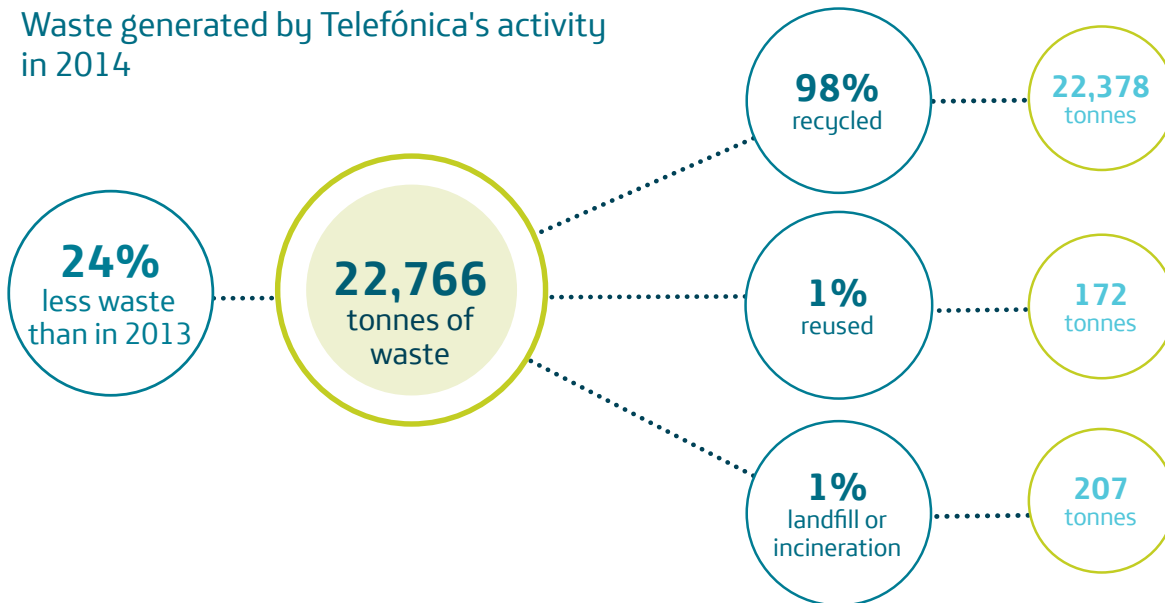 Waste generated by Telefónica's activity
in 2014
24%
less waste
than in 2013
22,766
tonnes of
waste
98%
recycled
22,378
tonnes
1%
reused
172
tonnes
1%
landfill or
incineration
207
tonnes